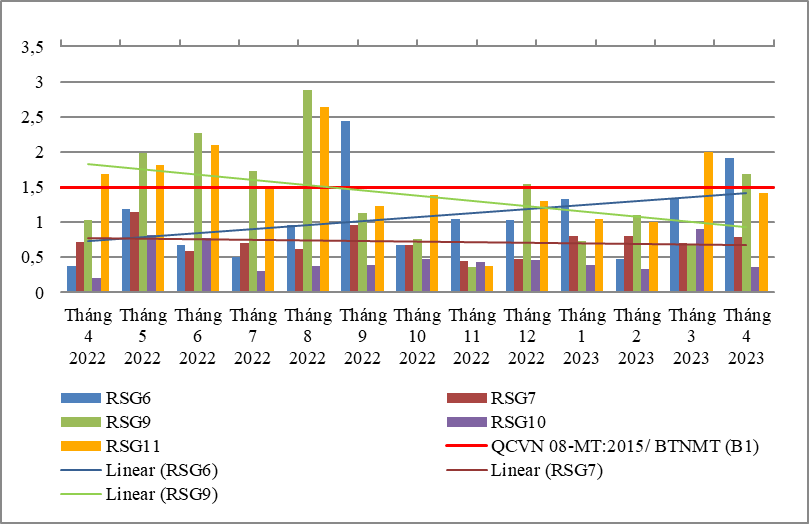 3,5
3
2,5
2
1,5
1
0,5
0
Tháng 4 2022
Tháng 5 2022
Tháng 6 2022
Tháng 7 2022
Tháng 8 2022
Tháng 9 2022
Tháng 10 2022
Tháng 11 2022
Tháng 12 2022
Tháng 1 2023
Tháng 2 2023
Tháng 3 2023
Tháng 4 2023
RSG6
RSG7
RSG9
RSG10
RSG11
QCVN 08-MT:2015/ BTNMT (B1)
Linear (RSG6)
Linear (RSG7)
Linear (RSG9)